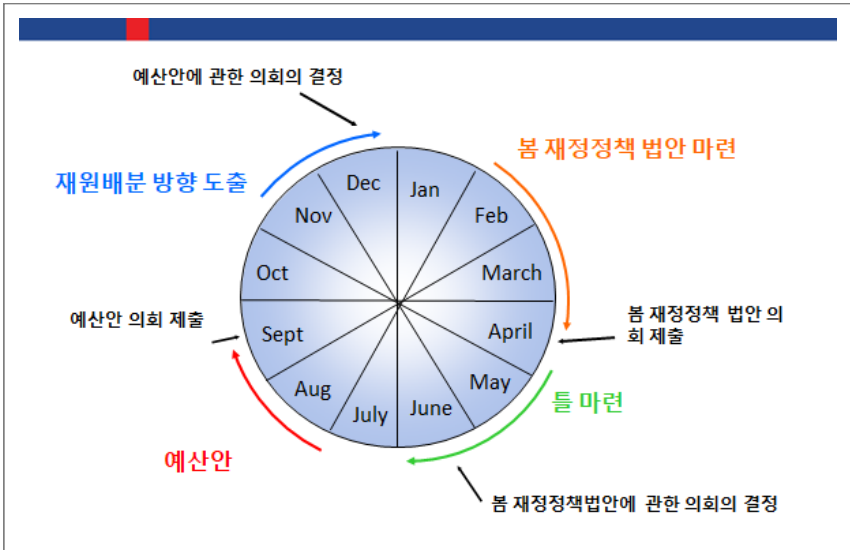 예산안에 관한 의회의 결정
봄 재정정책 법안 마련
재원배분 방향 도출
Dec
Jan
Nov
Feb
Oct
March
예산안 의회 제출
봄 재정정책 법안 의
회 제출
Sept
April
Aug
May
July
June
틀 마련
예산안
봄 재정정책법안에 관한 의회의 결정